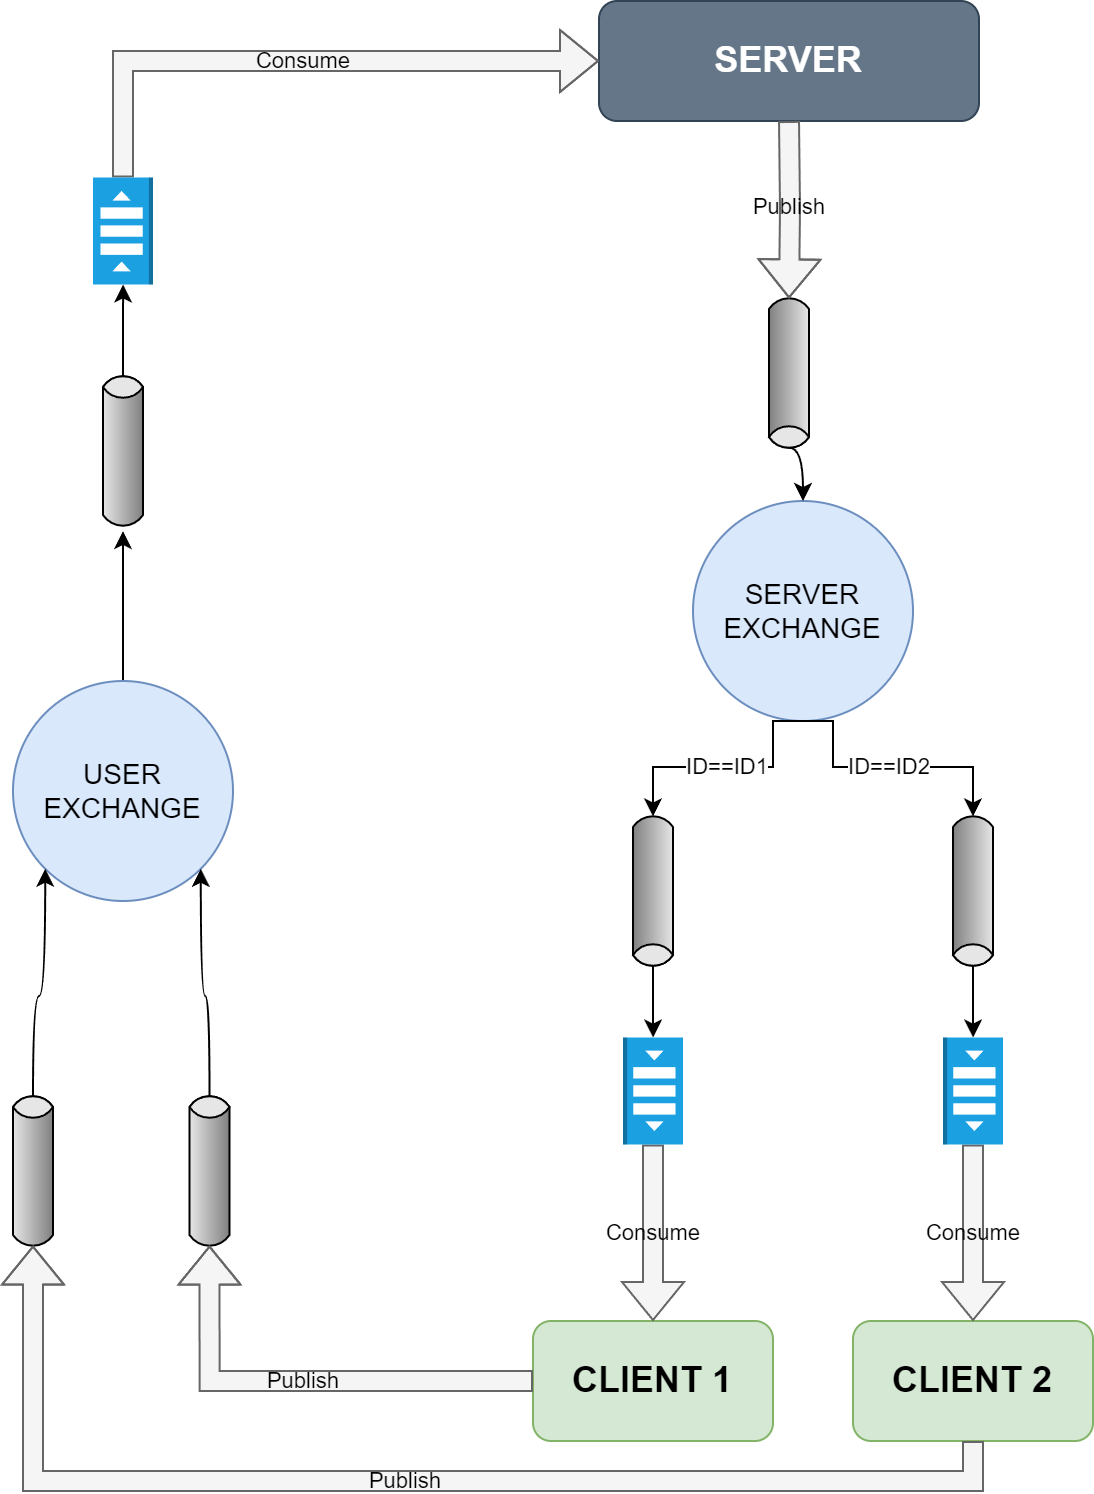 SERVER
Consume
Publish
SERVER
EXCHANGE
USER
EXCHANGE
ID==ID1
ID==ID2
Consume
Consume
CLIENT 1
CLIENT 2
Publish
Publish